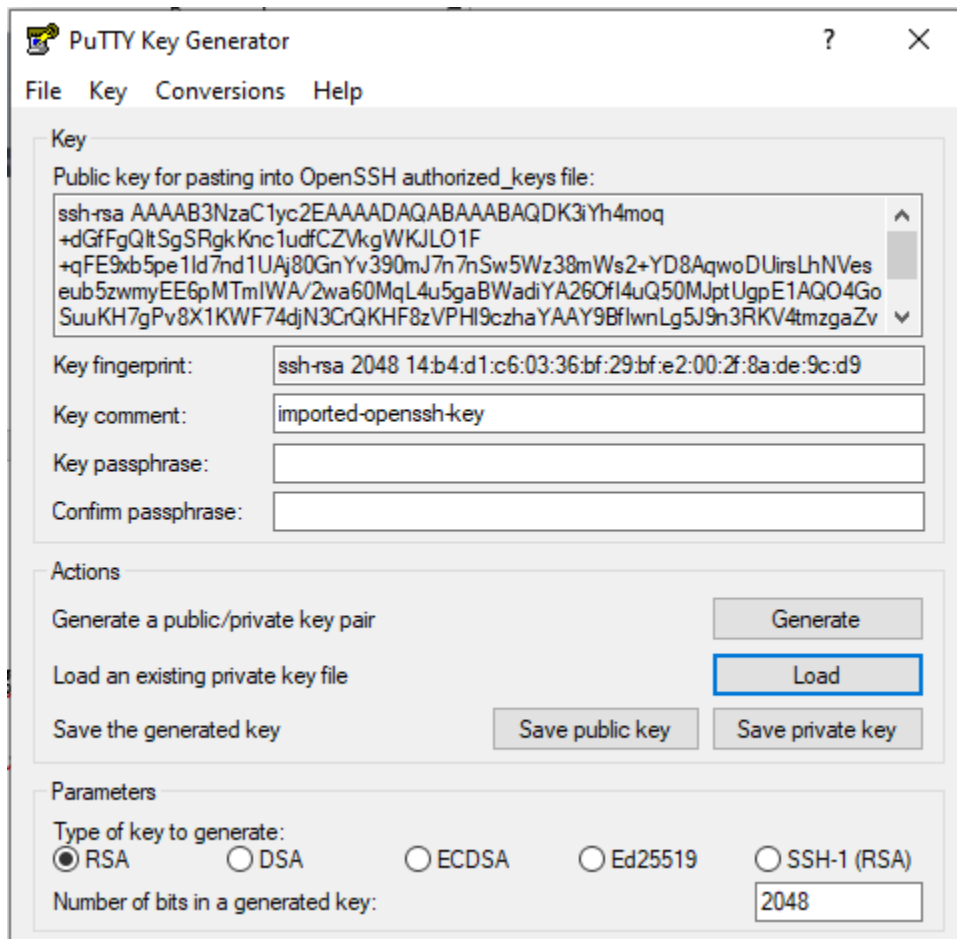 PuTTY Key Generator
?
File Key Conversions Help
Key
Public key for pasting into OpenSSH authorized_keys file:
ssh-rsa AAAAB3NzaC1yc2EAAAADAQABAAABAQDK3iYh4moq
+dGfFgQltSgSRgkKnc1udfCZVkgWKJLO1F
+qFE9xb5pe1Id7nd1UAj80GnYv390mJ7n7nSw5Wz38mWs2+YD8AqwoDUirsLhNVes
eub5zwmyEE6pMTmIWA/2wa60MqL4u5gaBWadiYA26OfI4uQ50MJptUgpE1AQO4Go
SuuKH7gPv8X1KWF74djN3CrQKHF8zVPHI9czhaYAAY9BflwnLg5J9n3RKV4tmzgaZv
Key fingerprint: ssh-rsa 2048 14:b4:d1:c6:03:36:bf:29:bf:e2:00:2f:8a:de:9c:d9
Key comment: imported-openssh-key
Key passphrase:
Confirm passphrase:
Actions
Generate a public/private key pair Generate
Load an existing private key file Load
Save the generated key Save public key Save private key
Parameters
Type of key to generate:
RSA DSA ECDSA Ed25519 SSH-1 (RSA)
Number of bits in a generated key: 2048